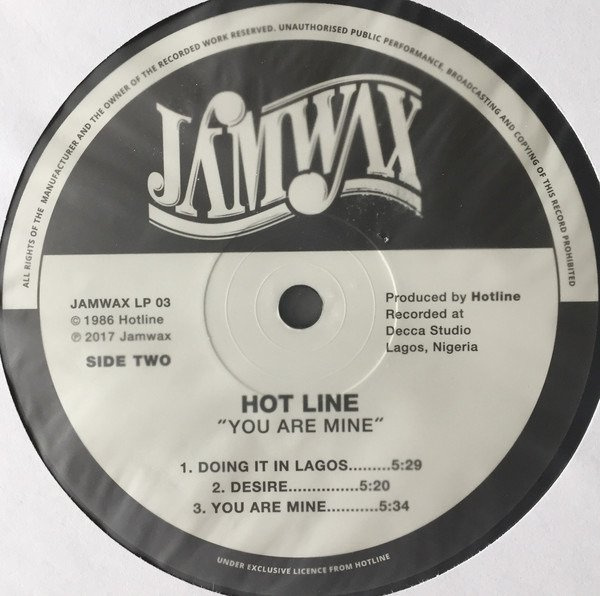 ALL RIGHTS OF THE MANUFACTURER AND THE OWNER OF THE RECORDED WORK RESERVED. UNAUTHORISED PUBLIC PERFORMANCE, BROADCASTING AND COPYING OF THIS RECORD PROHIBITED
JAMWAX
JAMWAX LP 03
© 1986 Hotline
℗ 2017 Jamwax
SIDE TWO
Produced by Hotline
Recorded at
Decca Studio
Lagos, Nigeria
HOT LINE
"YOU ARE MINE"
1. DOING IT IN LAGOS.........5:29
2. DESIRE...............5:20
3. YOU ARE MINE...........5:34
UNDER EXCLUSIVE LICENCE FROM HOTLINE